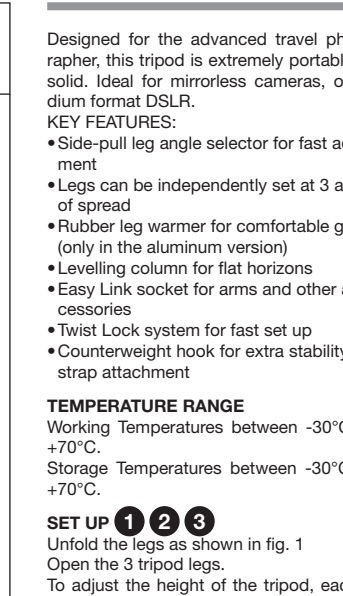 Designed for the advanced travel
rapher, this tripod is extremely
solid. Ideal for mirrorless cameras,
dium format DSLR.
KEY FEATURES:
• Side-pull leg angle selector for fast
ment
• Legs can be independently set at 3
of spread
• Rubber leg warmer for comfortable
(only in the aluminum version)
• Levelling column for flat horizons
• Easy Link socket for arms and other
cessories
• Twist Lock system for fast set up
• Counterweight hook for extra stability
strap attachment
TEMPERATURE RANGE
Working Temperatures between -30°
+70°C.
Storage Temperatures between -30°
+70°C.
SET UP 1 2 3
Unfold the legs as shown in fig. 1
Open the 3 tripod legs.
To adjust the height of the tripod,